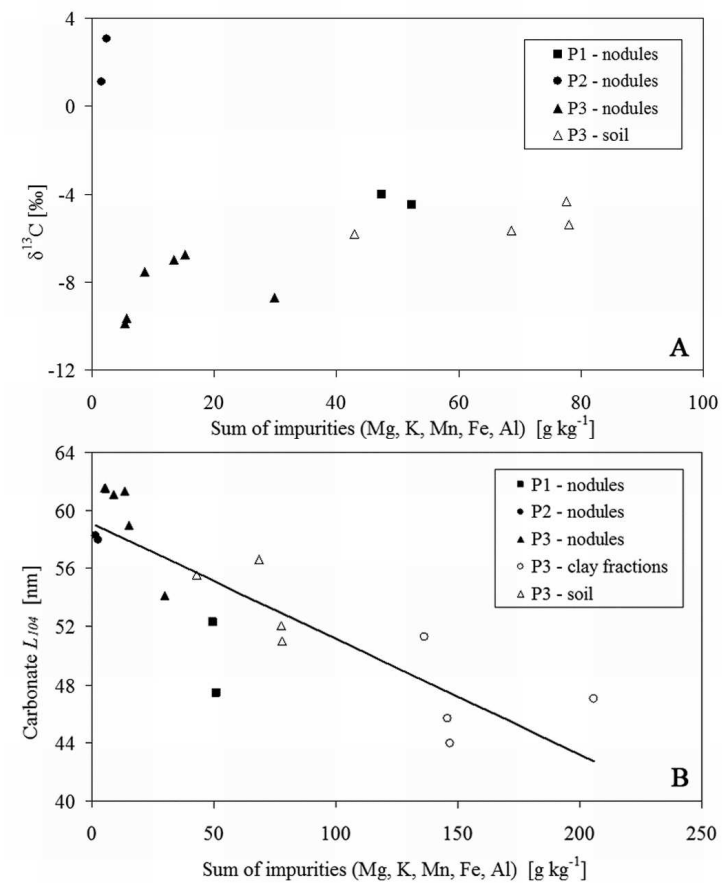 4
0
-4
-8
-12
δ¹³C [‰]
P1 - nodules
P2 - nodules
P3 - nodules
P3 - soil
A
0 20 40 60 80 100
Sum of impurities (Mg, K, Mn, Fe, Al) [g kg⁻¹]
64
60
56
52
48
44
40
Carbonate L₁₀₄ [nm]
P1 - nodules
P2 - nodules
P3 - nodules
P3 - clay fractions
P3 - soil
B
0 50 100 150 200 250
Sum of impurities (Mg, K, Mn, Fe, Al) [g kg⁻¹]